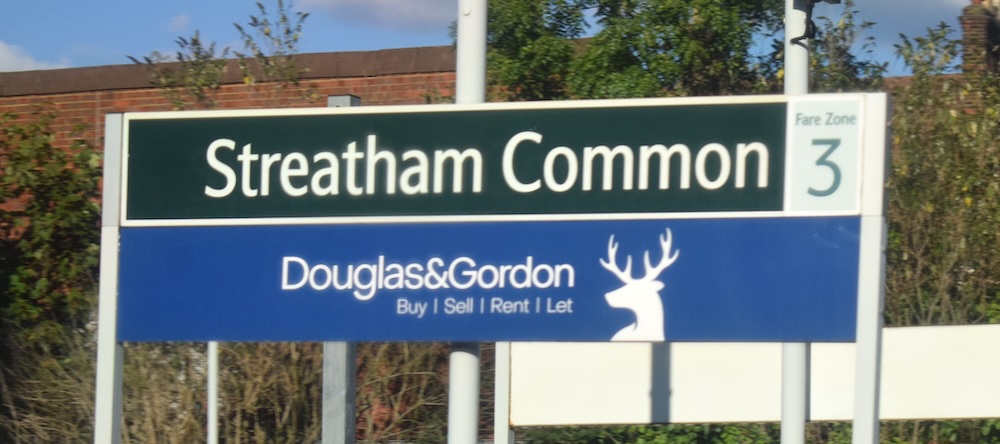 Streatham Common
Fare Zone
3
Douglas&Gordon
Buy | Sell | Rent | Let